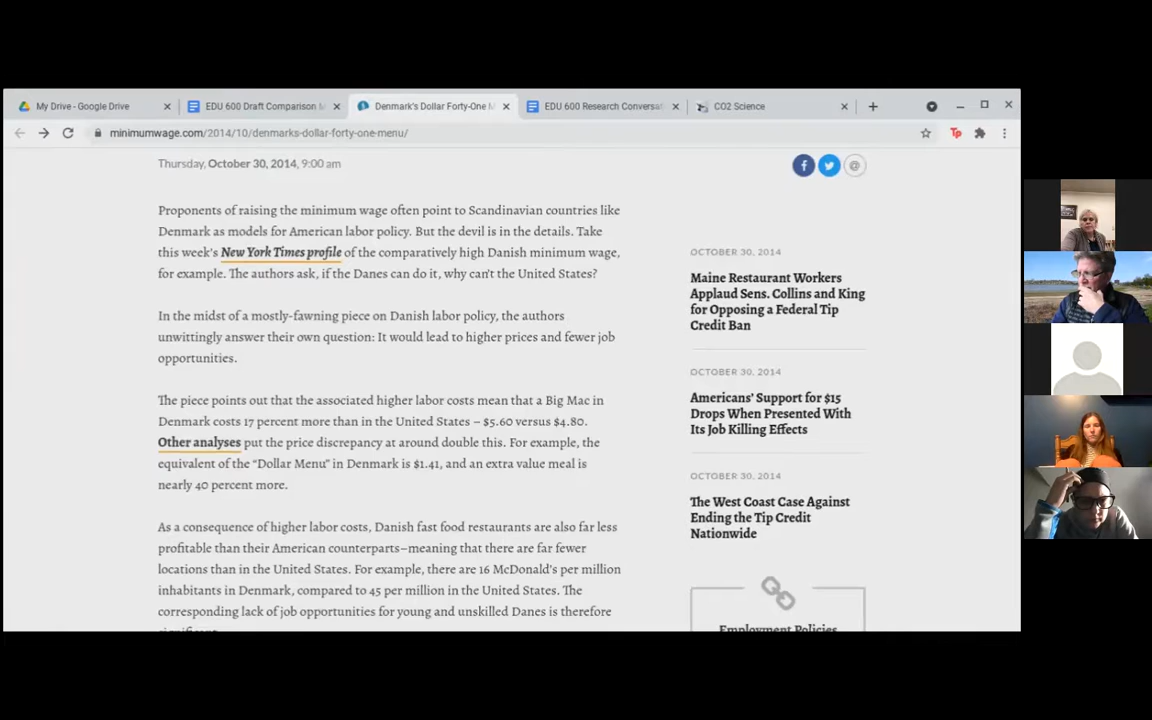 My Drive - Google Drive
EDU 600 Draft Comparison M
Denmark's Dollar Forty-One M
EDU 600 Research Conversat
CO2 Science
minimumwage.com/2014/10/denmarks-dollar-forty-one-menu/
Tp
Thursday, October 30, 2014, 9:00 am
Proponents of raising the minimum wage often point to Scandinavian countries like
Denmark as models for American labor policy. But the devil is in the details. Take
this week's New York Times profile of the comparatively high Danish minimum wage,
for example. The authors ask, if the Danes can do it, why can't the United States?
In the midst of a mostly-fawning piece on Danish labor policy, the authors
unwittingly answer their own question: It would lead to higher prices and fewer job
opportunities.
The piece points out that the associated higher labor costs mean that a Big Mac in
Denmark costs 17 percent more than in the United States – $5.60 versus $4.80.
Other analyses put the price discrepancy at around double this. For example, the
equivalent of the “Dollar Menu” in Denmark is $1.41, and an extra value meal is
nearly 40 percent more.
As a consequence of higher labor costs, Danish fast food restaurants are also far less
profitable than their American counterparts–meaning that there are far fewer
locations than in the United States. For example, there are 16 McDonald's per million
inhabitants in Denmark, compared to 45 per million in the United States. The
corresponding lack of job opportunities for young and unskilled Danes is therefore
OCTOBER 30, 2014
Maine Restaurant Workers
Applaud Sens. Collins and King
for Opposing a Federal Tip
Credit Ban
OCTOBER 30, 2014
Americans' Support for $15
Drops When Presented With
Its Job Killing Effects
OCTOBER 30, 2014
The West Coast Case Against
Ending the Tip Credit
Nationwide
Employment Policies